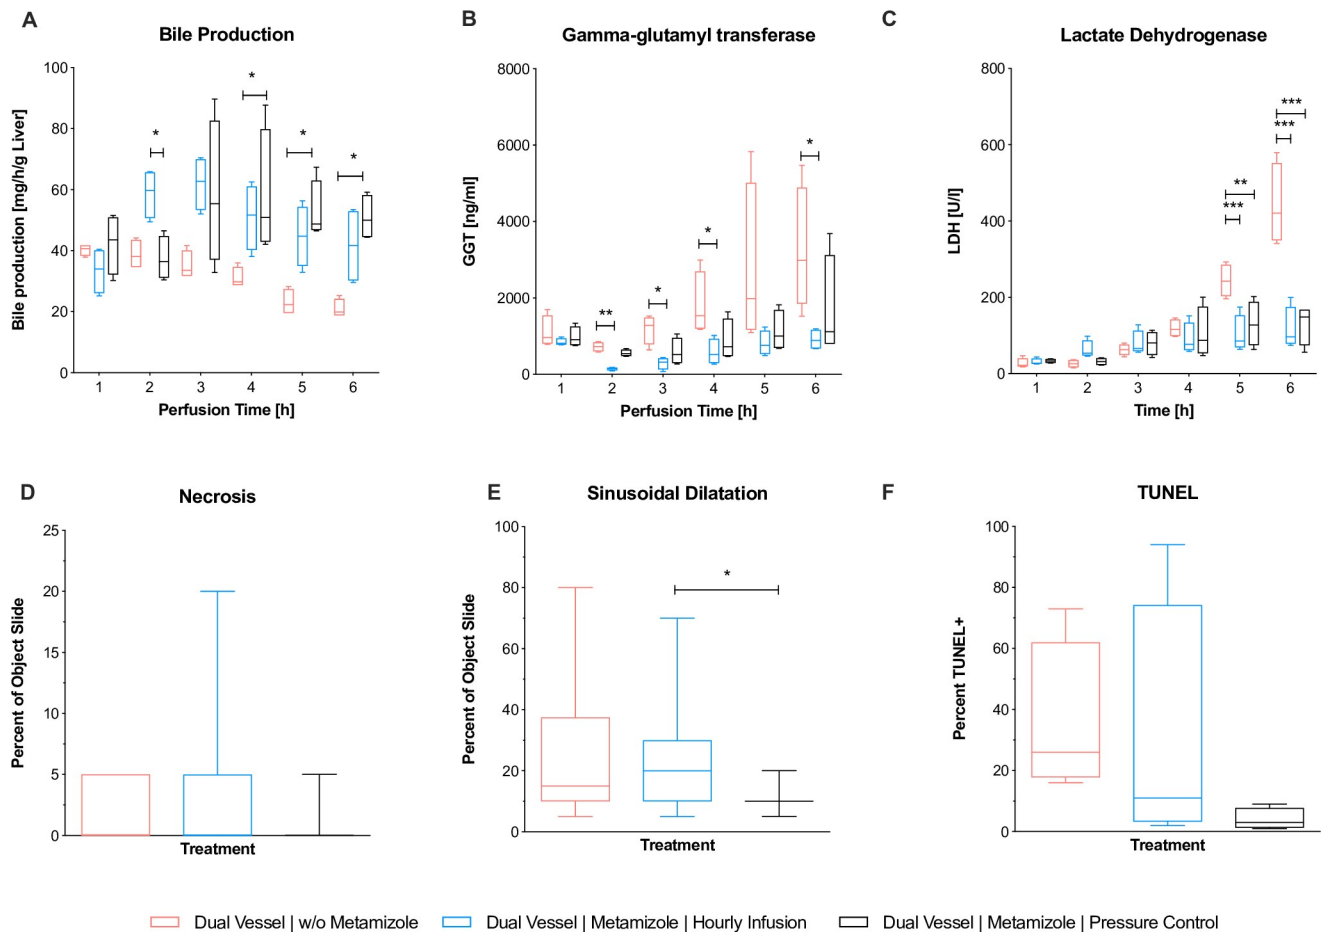 A
Bile Production
Bile production [mg/h/g Liver]
100
80
60
40
20
0
*
*
*
*
1 2 3 4 5 6
Perfusion Time [h]
B
Gamma-glutamyl transferase
GGT [ng/ml]
8000
6000
4000
2000
0
**
*
*
*
1 2 3 4 5 6
Perfusion Time [h]
C
Lactate Dehydrogenase
LDH [U/l]
800
600
400
200
0
**
***
***
***
1 2 3 4 5 6
Time [h]
D
Necrosis
Percent of Object Slide
25
20
15
10
5
0
Treatment
E
Sinusoidal Dilatation
Percent of Object Slide
100
80
60
40
20
0
*
Treatment
F
TUNEL
Percent TUNEL+
100
80
60
40
20
0
Treatment
Dual Vessel | w/o Metamizole
Dual Vessel | Metamizole | Hourly Infusion
Dual Vessel | Metamizole | Pressure Control